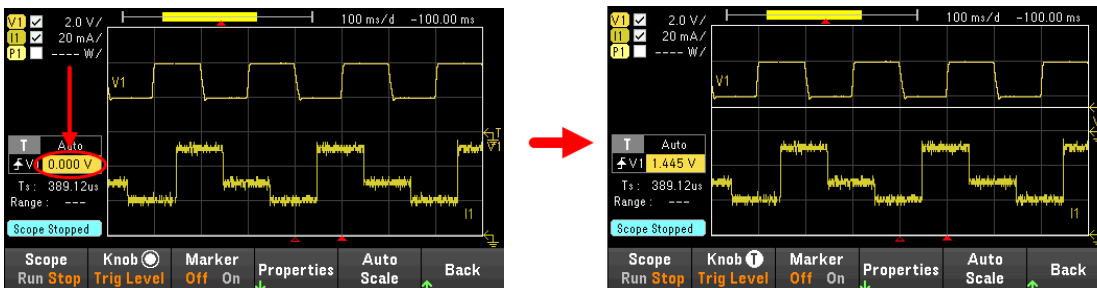 V1 2.0 V/ 100 ms/d -100.00 ms
I1 20 mA/
P1 ---- W/
V1
T Auto
V1 0.000 V
Ts : 389.12us
Range : ---
I1
Scope Stopped
Scope Knob Marker Properties Auto Back
Run Stop Trig Level Off On Scale
V1 2.0 V/ 100 ms/d -100.00 ms
I1 20 mA/
P1 ---- W/
V1
T Auto
V1 1.445 V
Ts : 389.12us
Range : ---
I1
Scope Stopped
Scope Knob T Marker Properties Auto Back
Run Stop Trig Level Off On Scale